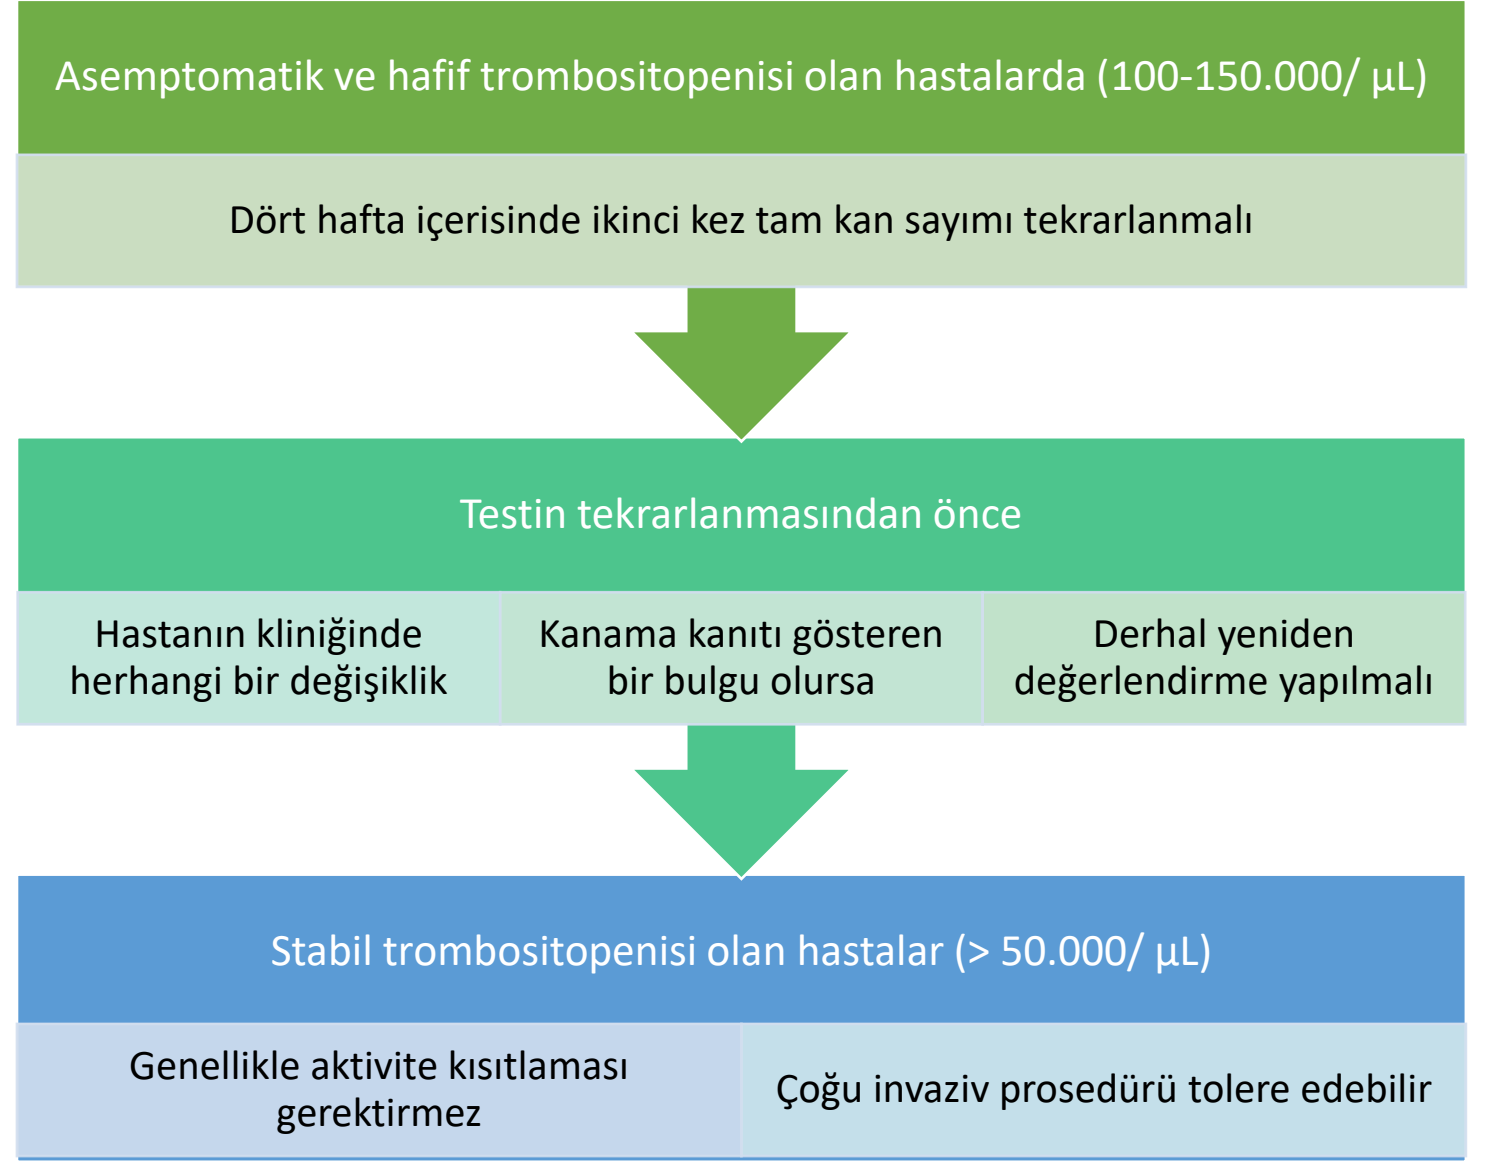 Asemptomatik ve hafif trombositopenisi olan hastalarda (100-150.000/ µL)
Dört hafta içerisinde ikinci kez tam kan sayımı tekrarlanmalı
Testin tekrarlanmasından önce
Hastanın kliniğinde
herhangi bir değişiklik
Kanama kanıtı gösteren
bir bulgu olursa
Derhal yeniden
değerlendirme yapılmalı
Stabil trombositopenisi olan hastalar (> 50.000/ µL)
Genellikle aktivite kısıtlaması
gerektirmez
Çoğu invaziv prosedürü tolere edebilir